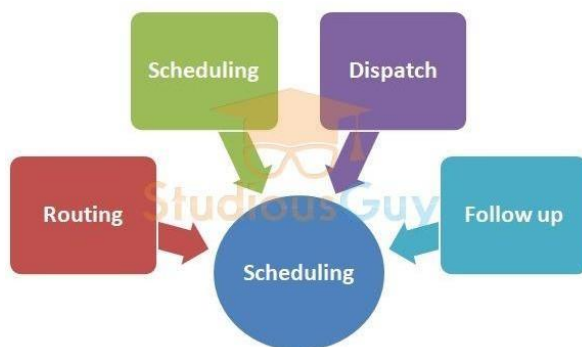 Scheduling
Dispatch
Routing
StudiousGuy
Follow up
Scheduling